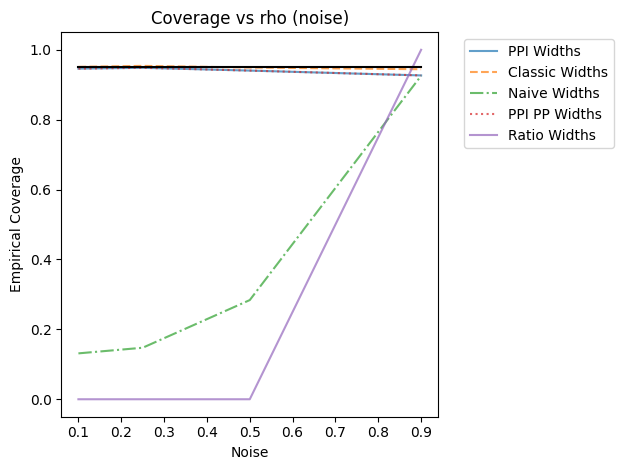 Coverage vs rho (noise)
1.0
0.8
0.6
0.4
0.2
0.0
Empirical Coverage
0.1 0.2 0.3 0.4 0.5 0.6 0.7 0.8 0.9
Noise
PPI Widths
Classic Widths
Naive Widths
PPI PP Widths
Ratio Widths